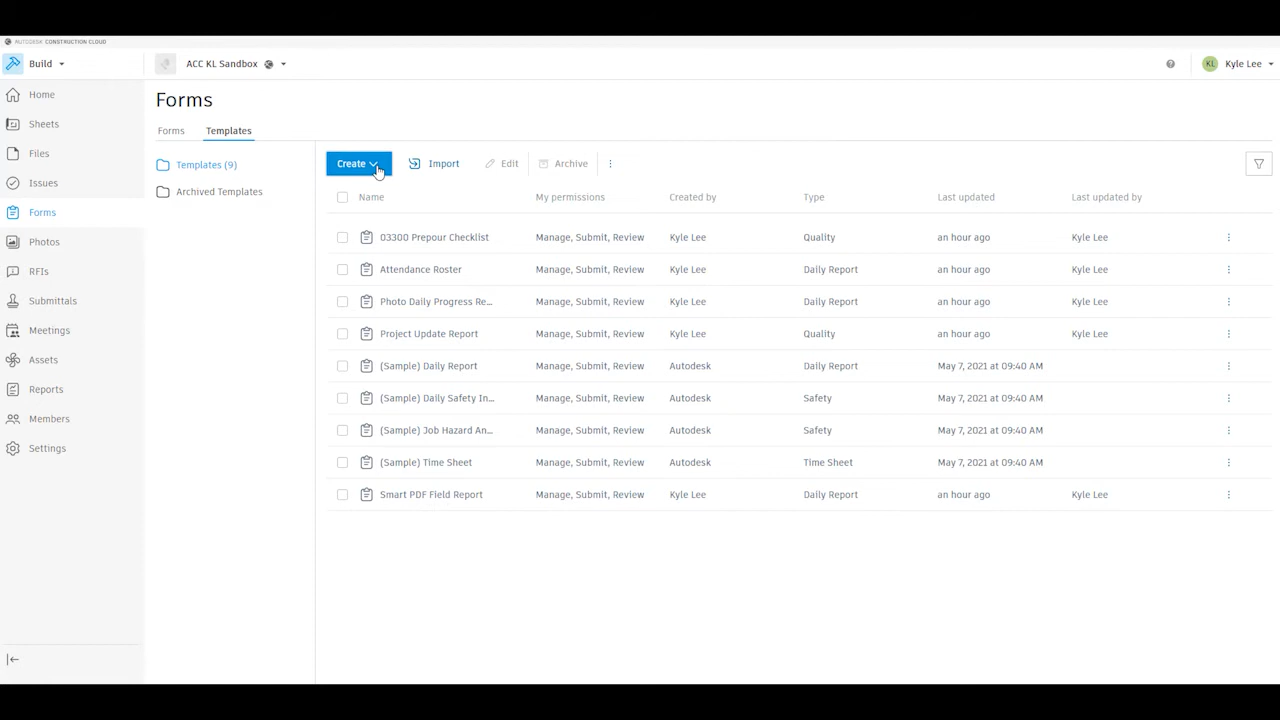 AUTODESK CONSTRUCTION CLOUD
Build
ACC KL Sandbox
KL Kyle Lee
Home
Sheets
Files
Issues
Forms
Photos
RFIs
Submittals
Meetings
Assets
Reports
Members
Settings
Forms
Forms Templates
Templates (9)
Archived Templates
Create Import Edit Archive
Name My permissions Created by Type Last updated Last updated by
03300 Prepour Checklist Manage, Submit, Review Kyle Lee Quality an hour ago Kyle Lee
Attendance Roster Manage, Submit, Review Kyle Lee Daily Report an hour ago Kyle Lee
Photo Daily Progress Re... Manage, Submit, Review Kyle Lee Daily Report an hour ago Kyle Lee
Project Update Report Manage, Submit, Review Kyle Lee Quality an hour ago Kyle Lee
(Sample) Daily Report Manage, Submit, Review Autodesk Daily Report May 7, 2021 at 09:40 AM
(Sample) Daily Safety In... Manage, Submit, Review Autodesk Safety May 7, 2021 at 09:40 AM
(Sample) Job Hazard An... Manage, Submit, Review Autodesk Safety May 7, 2021 at 09:40 AM
(Sample) Time Sheet Manage, Submit, Review Autodesk Time Sheet May 7, 2021 at 09:40 AM
Smart PDF Field Report Manage, Submit, Review Kyle Lee Daily Report an hour ago Kyle Lee